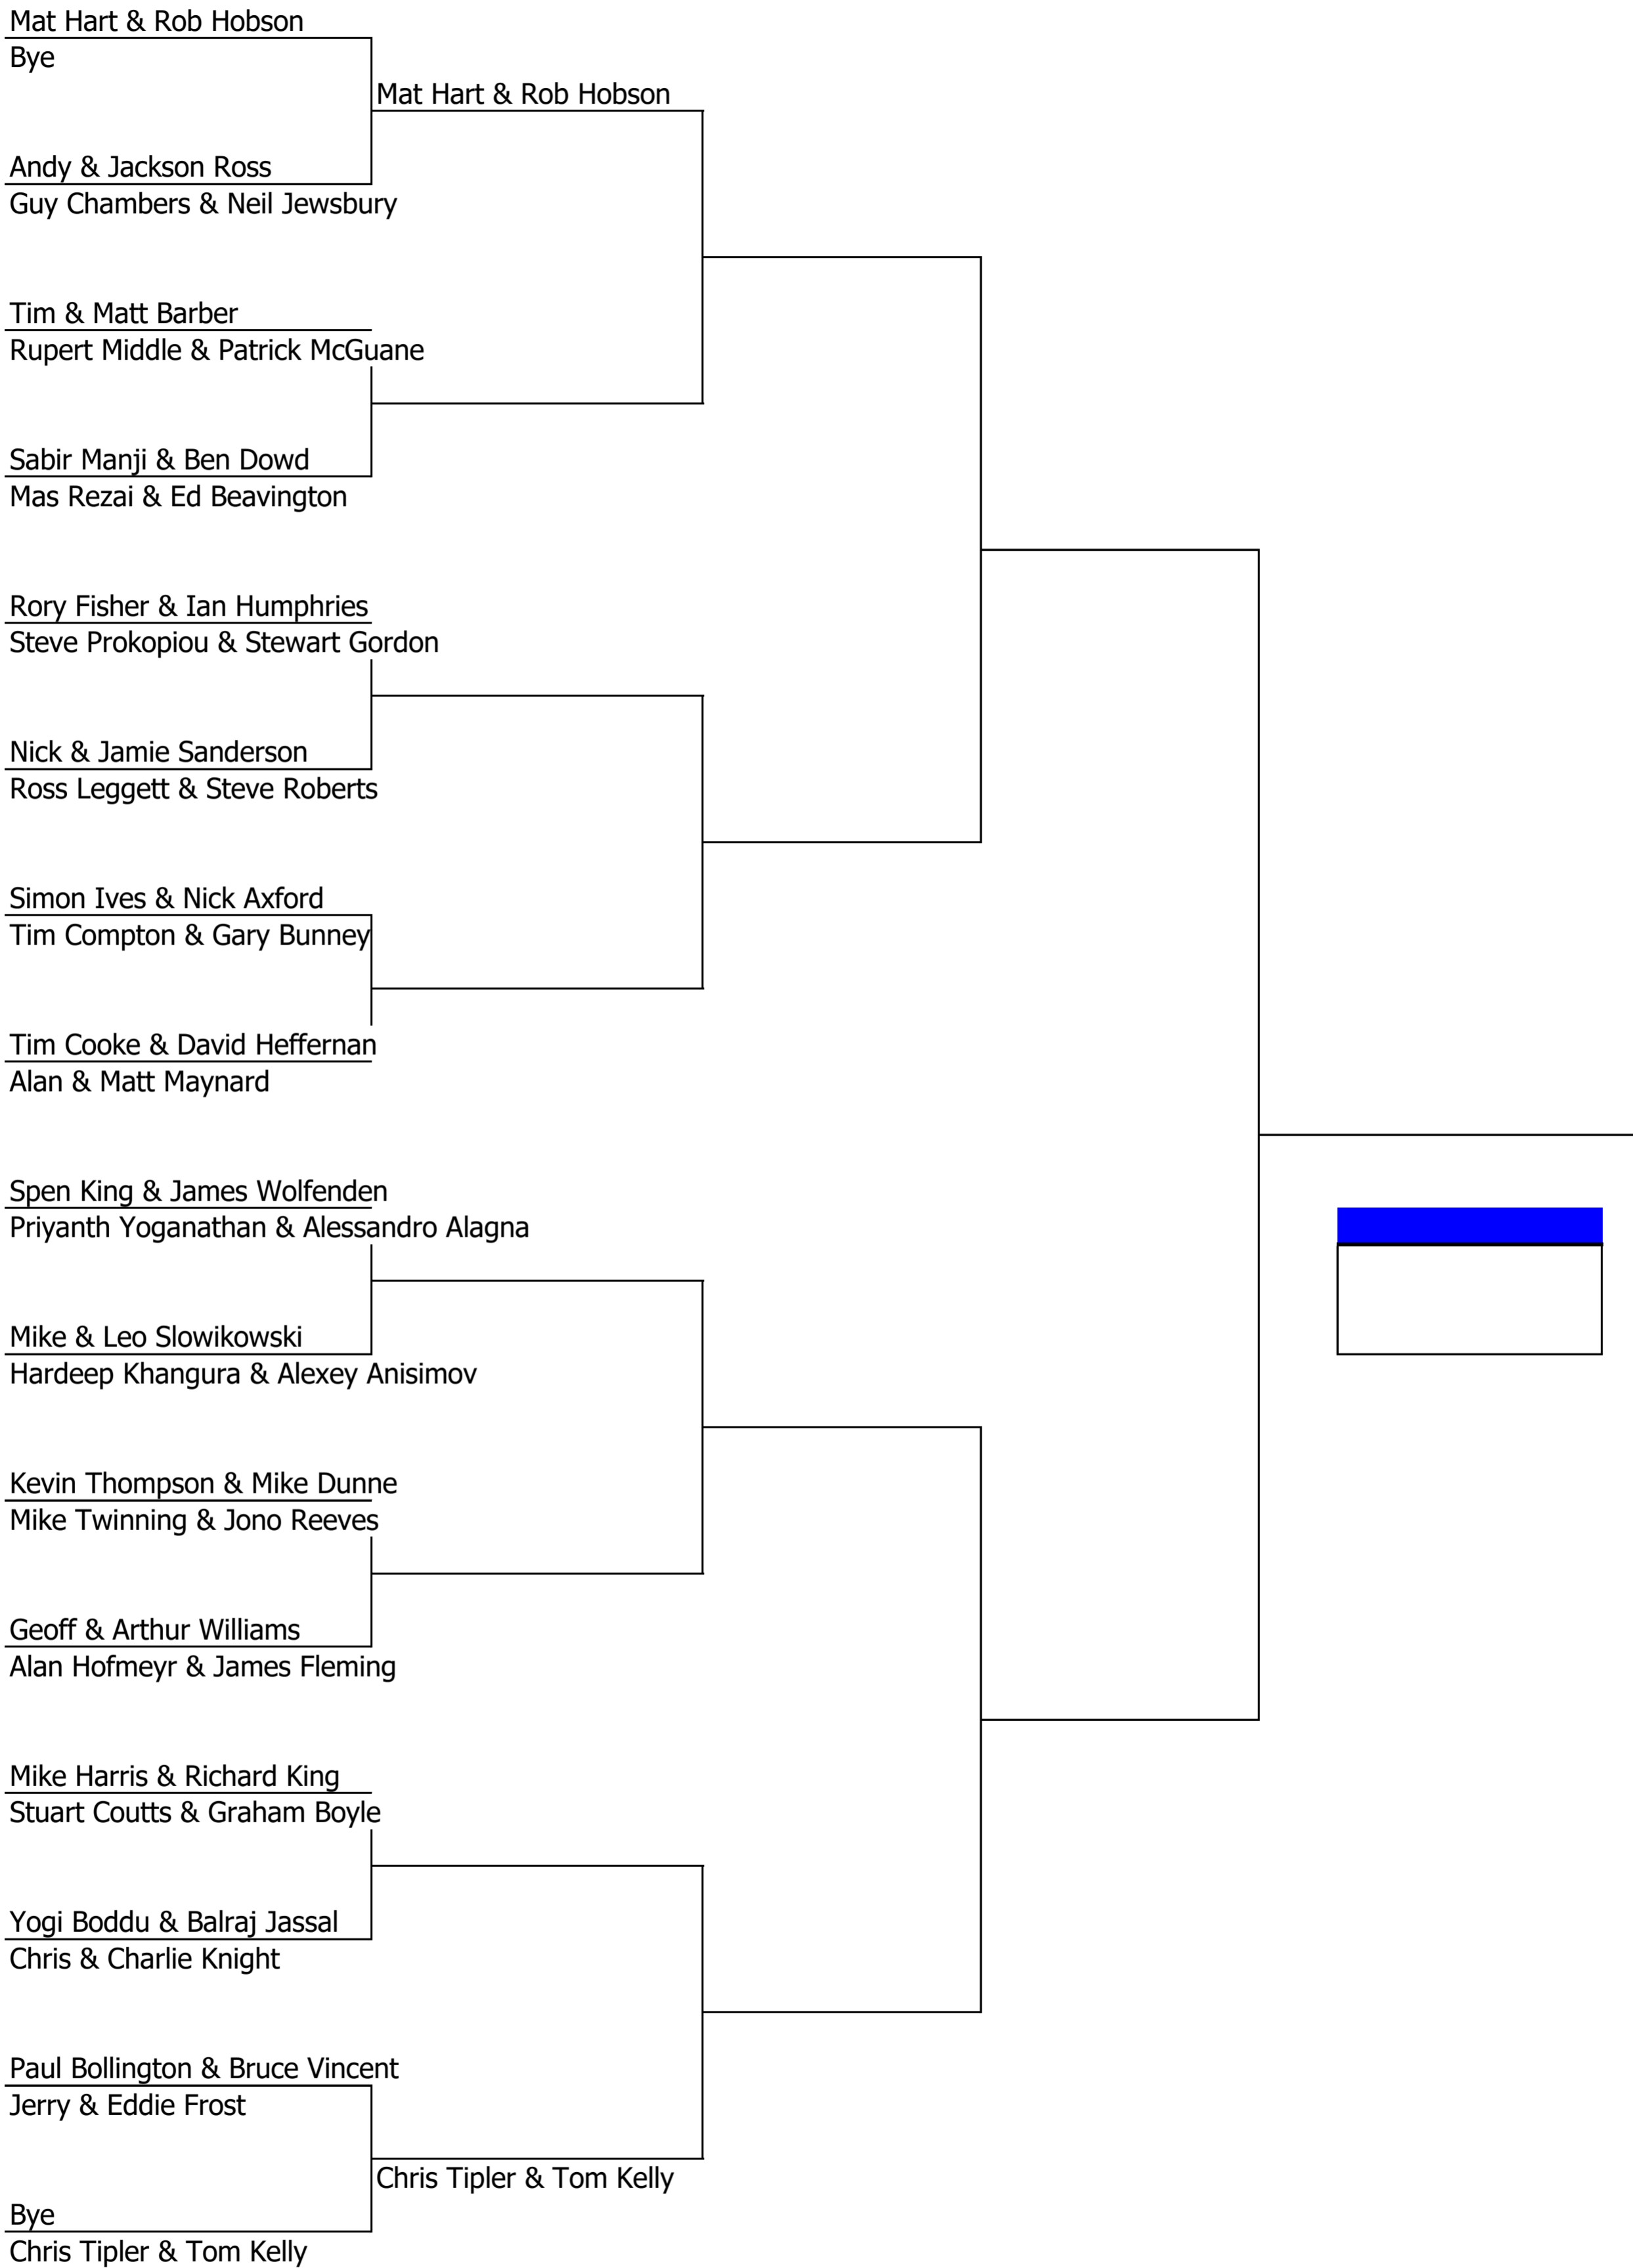 Mat Hart & Rob Hobson
Bye
Mat Hart & Rob Hobson
Andy & Jackson Ross
Guy Chambers & Neil Jewsbury
Tim & Matt Barber
Rupert Middle & Patrick McGuane
Sabir Manji & Ben Dowd
Mas Rezai & Ed Beavington
Rory Fisher & Ian Humphries
Steve Prokopiou & Stewart Gordon
Nick & Jamie Sanderson
Ross Leggett & Steve Roberts
Simon Ives & Nick Axford
Tim Compton & Gary Bunney
Tim Cooke & David Heffernan
Alan & Matt Maynard
Spen King & James Wolfenden
Priyanth Yoganathan & Alessandro Alagna
Mike & Leo Slowikowski
Hardeep Khangura & Alexey Anisimov
Kevin Thompson & Mike Dunne
Mike Twinning & Jono Reeves
Geoff & Arthur Williams
Alan Hofmeyr & James Fleming
Mike Harris & Richard King
Stuart Coutts & Graham Boyle
Yogi Boddu & Balraj Jassal
Chris & Charlie Knight
Paul Bollington & Bruce Vincent
Jerry & Eddie Frost
Chris Tipler & Tom Kelly
Bye
Chris Tipler & Tom Kelly